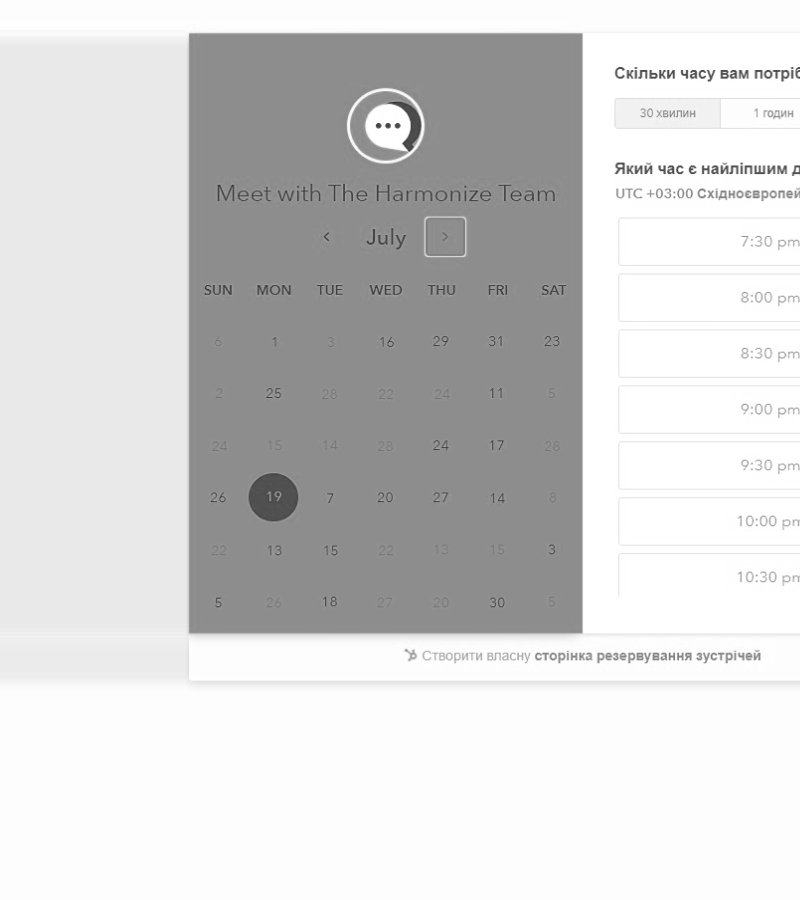 Meet with The Harmonize Team
July
SUN MON TUE WED THU FRI SAT
6 1 3 16 29 31 23
2 25 28 22 24 11 5
24 15 14 28 24 17 28
26 19 7 20 27 14 8
22 13 15 22 13 15 3
5 26 18 27 20 30 5
Скільки часу вам потріб
30 хвилин 1 годин
Який час є найліпшим д
UTC +03:00 Східноєвропей
7:30 pm
8:00 pm
8:30 pm
9:00 pm
9:30 pm
10:00 pm
10:30 pm
Створити власну сторінка резервування зустрічей